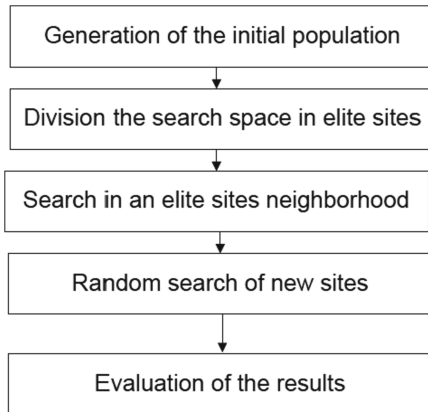 Generation of the initial population
Division the search space in elite sites
Search in an elite sites neighborhood
Random search of new sites
Evaluation of the results